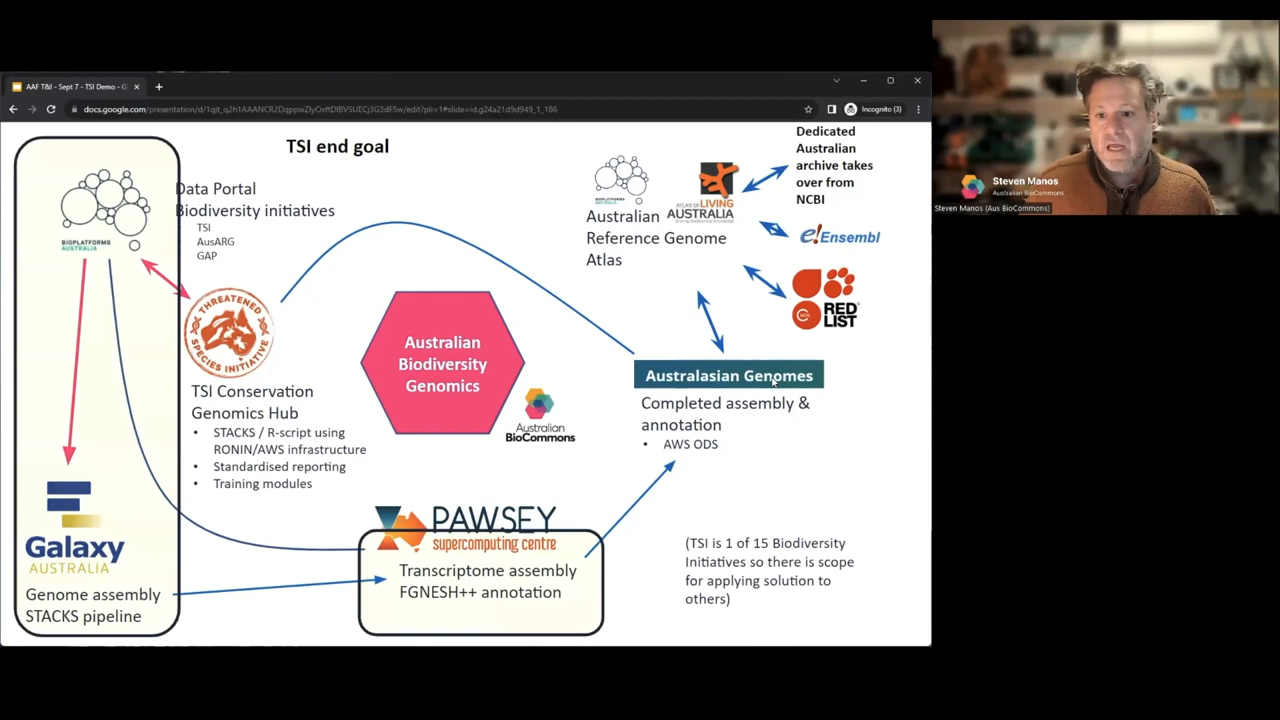 AAF T&I - Sept 7 - TSI Demo - G
Incognito (3)
TSI end goal
BIOPLATFORMS
AUSTRALIA
Data Portal
Biodiversity initiatives
TSI
AusARG
GAP
THREATENED
SPECIES INITIATIVE
TSI Conservation
Genomics Hub
• STACKS / R-script using
RONIN/AWS infrastructure
• Standardised reporting
• Training modules
Galaxy
AUSTRALIA
Genome assembly
STACKS pipeline
Australian
Biodiversity
Genomics
Australian
BioCommons
PAWSEY
supercomputing centre
Transcriptome assembly
FGNESH++ annotation
ATLAS OF
LIVING
AUSTRALIA
Australian
Reference Genome
Atlas
Dedicated
Australian
archive takes
over from
NCBI
e!Ensembl
RED
LIST
Australasian Genomes
Completed assembly &
annotation
• AWS ODS
(TSI is 1 of 15 Biodiversity
Initiatives so there is scope
for applying solution to
others)
Steven Manos
Australian BioCommons
Steven Manos (Aus BioCommons)